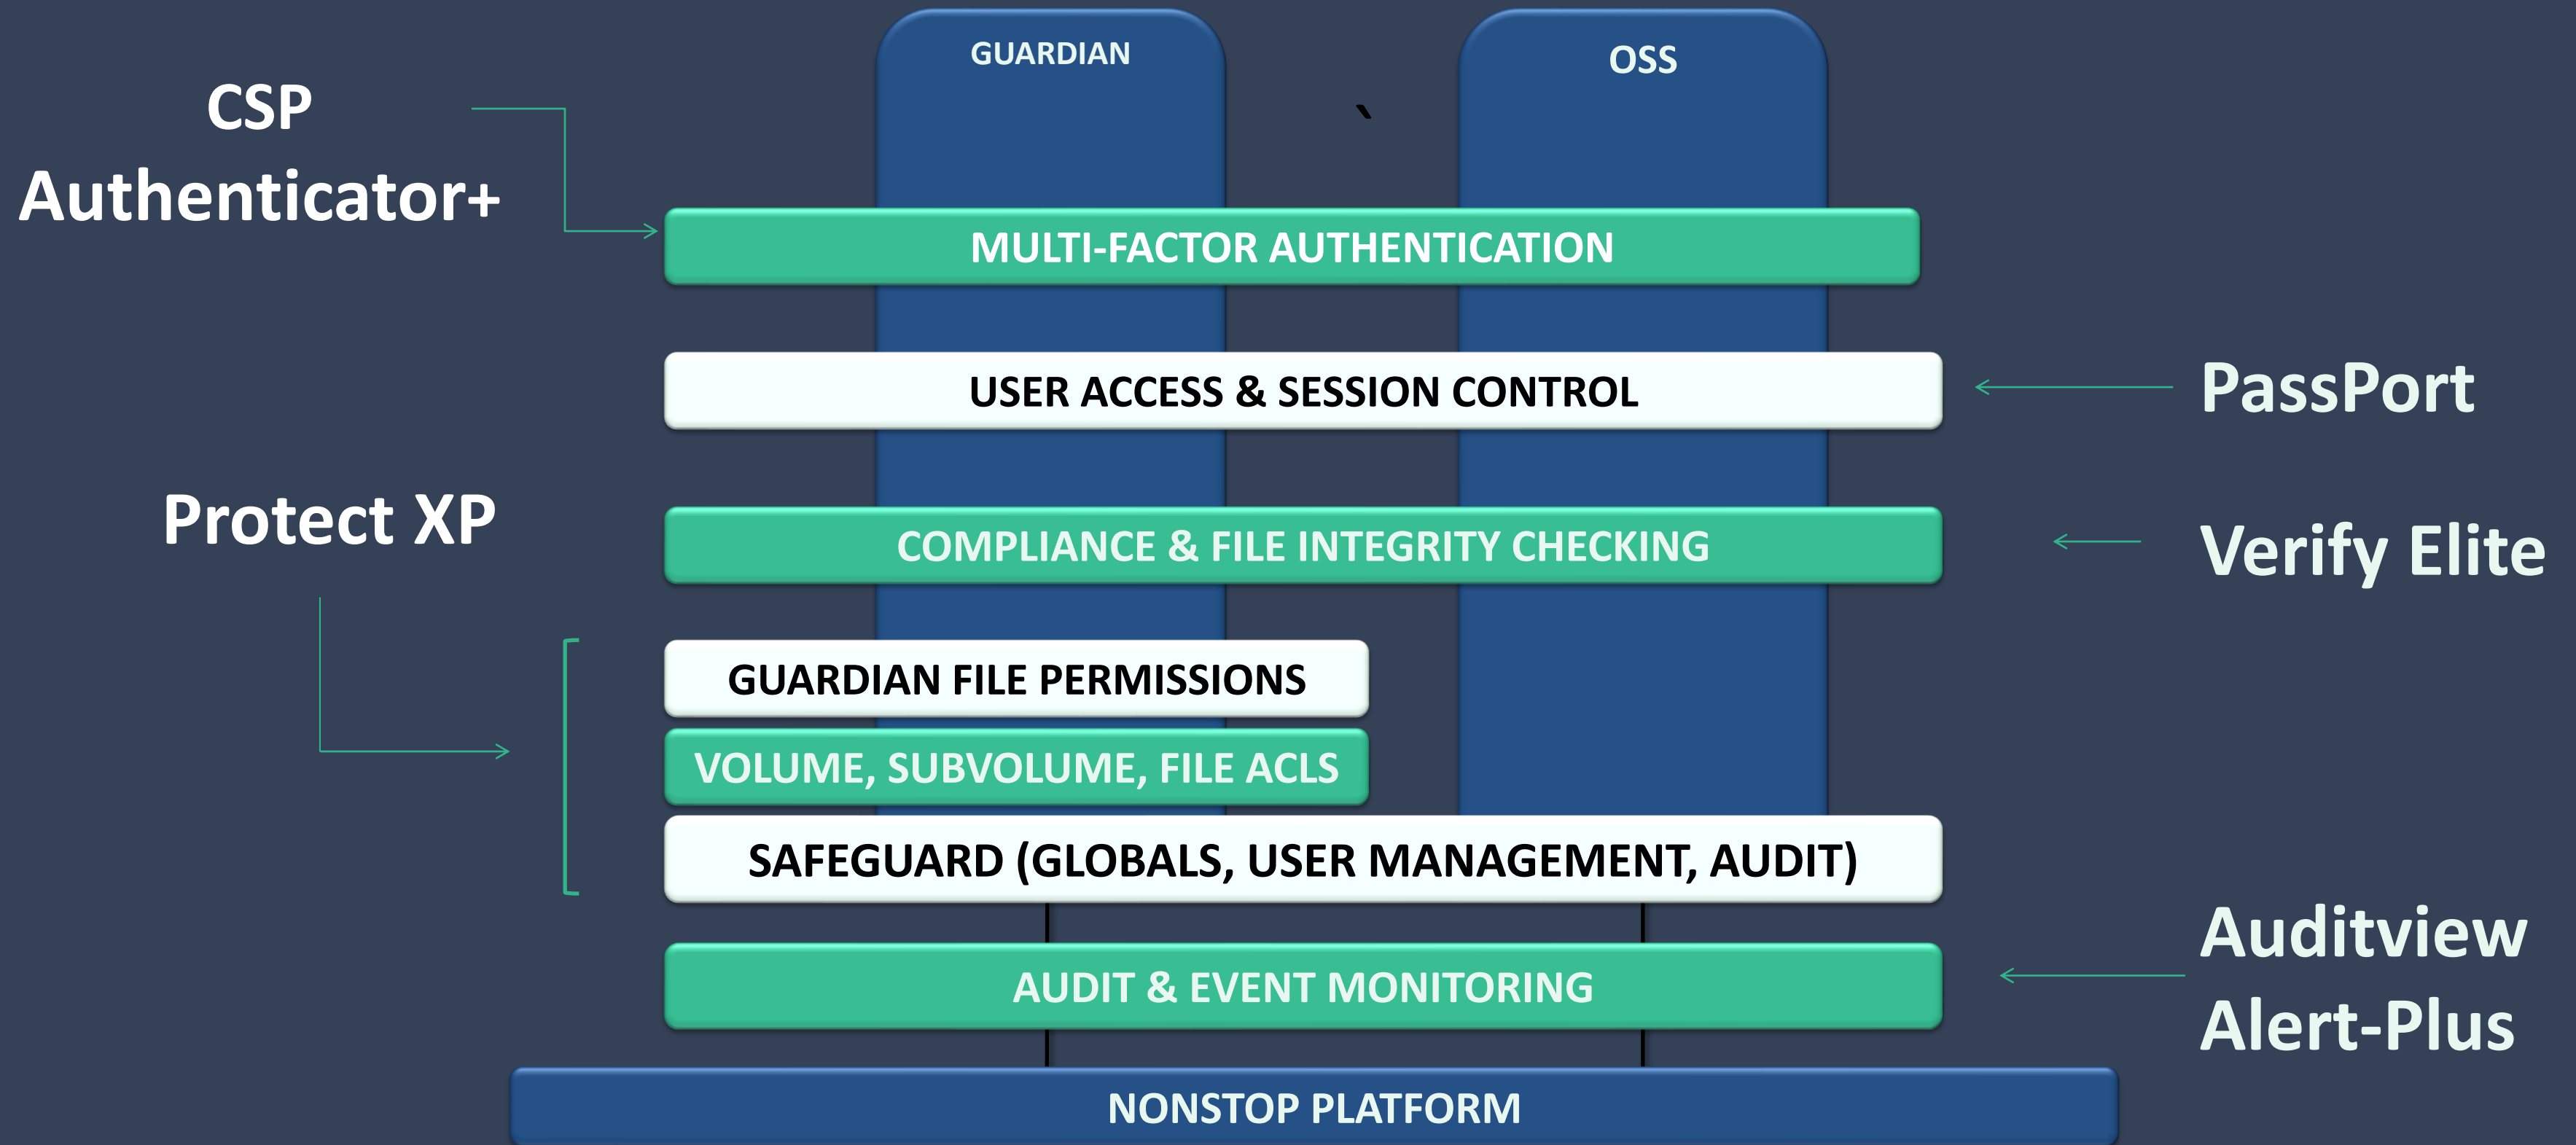 GUARDIAN
OSS
CSP
Authenticator+
`
MULTI-FACTOR AUTHENTICATION
USER ACCESS & SESSION CONTROL
PassPort
Protect XP
COMPLIANCE & FILE INTEGRITY CHECKING
Verify Elite
GUARDIAN FILE PERMISSIONS
VOLUME, SUBVOLUME, FILE ACLS
SAFEGUARD (GLOBALS, USER MANAGEMENT, AUDIT)
AUDIT & EVENT MONITORING
Auditview
Alert-Plus
NONSTOP PLATFORM